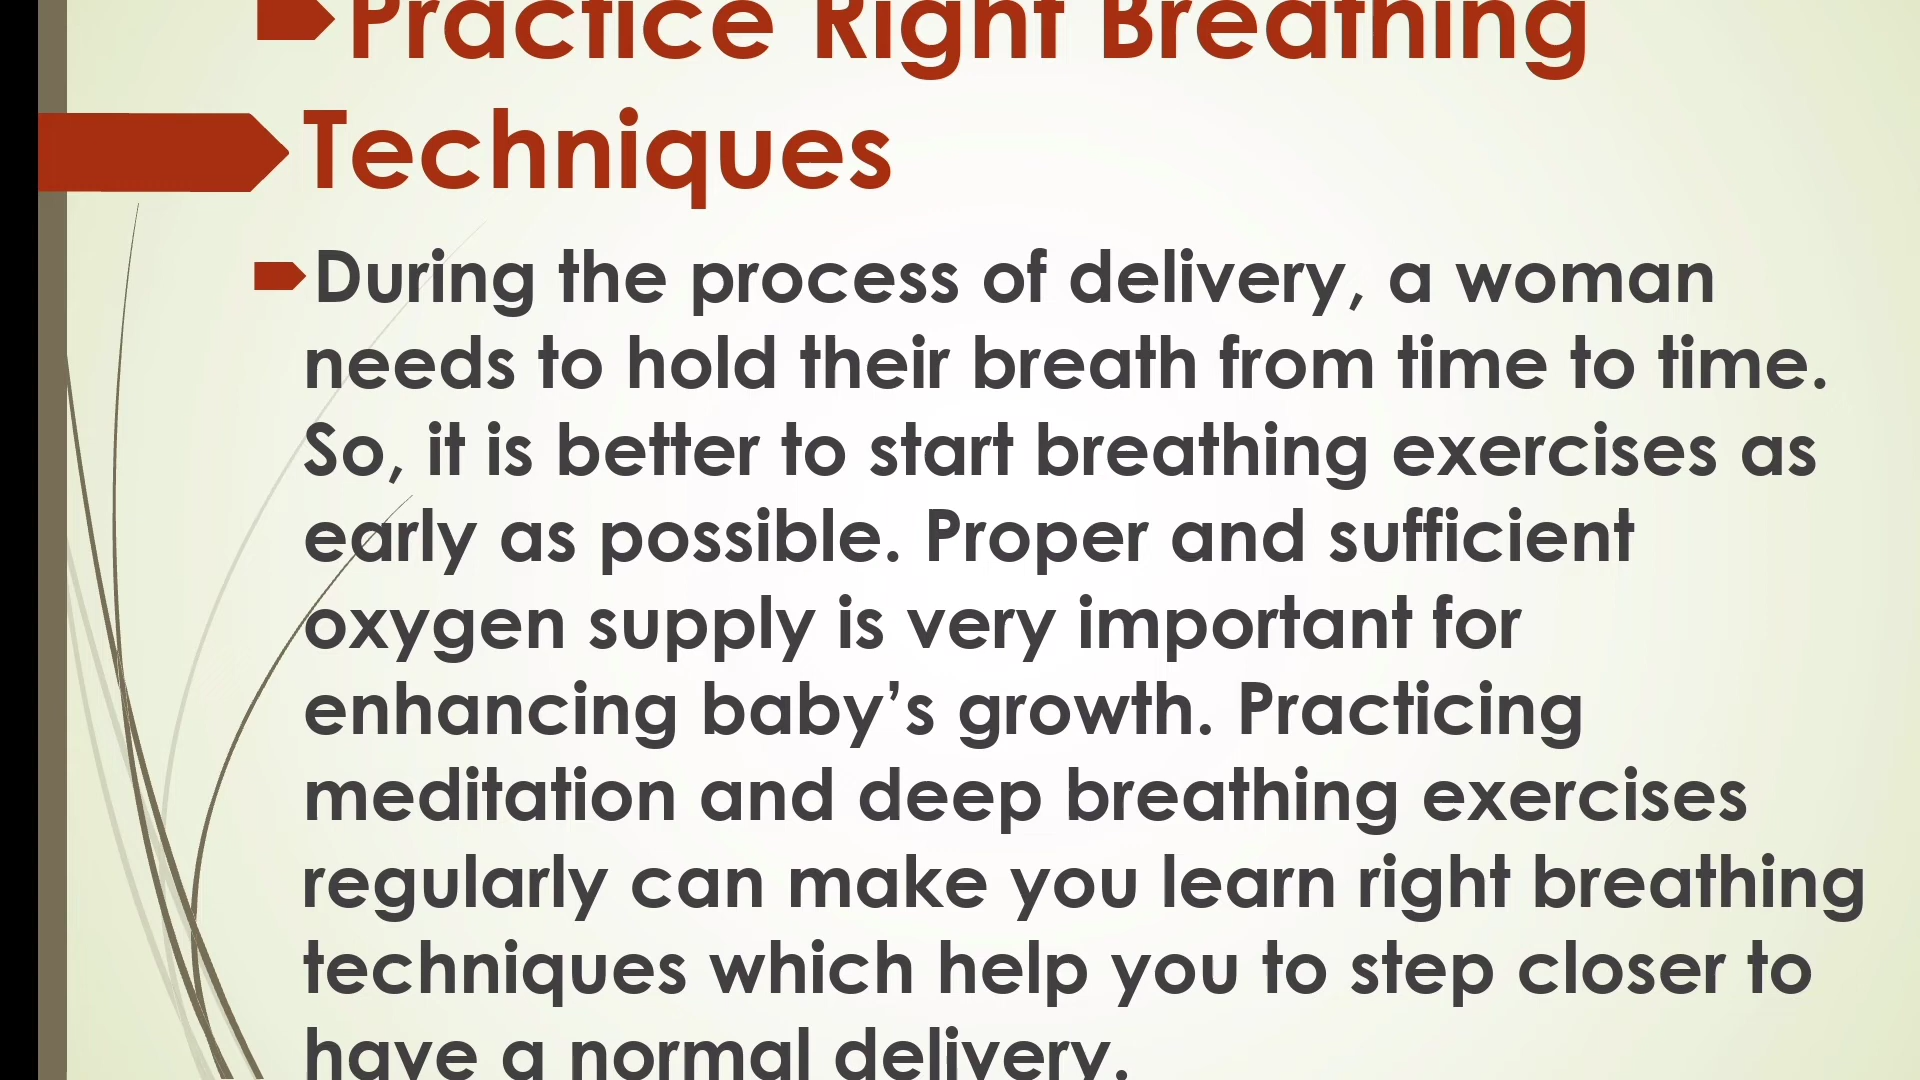 Practice Right Breathing
Techniques
During the process of delivery, a woman
needs to hold their breath from time to time.
So, it is better to start breathing exercises as
early as possible. Proper and sufficient
oxygen supply is very important for
enhancing baby’s growth. Practicing
meditation and deep breathing exercises
regularly can make you learn right breathing
techniques which help you to step closer to
have a normal delivery.